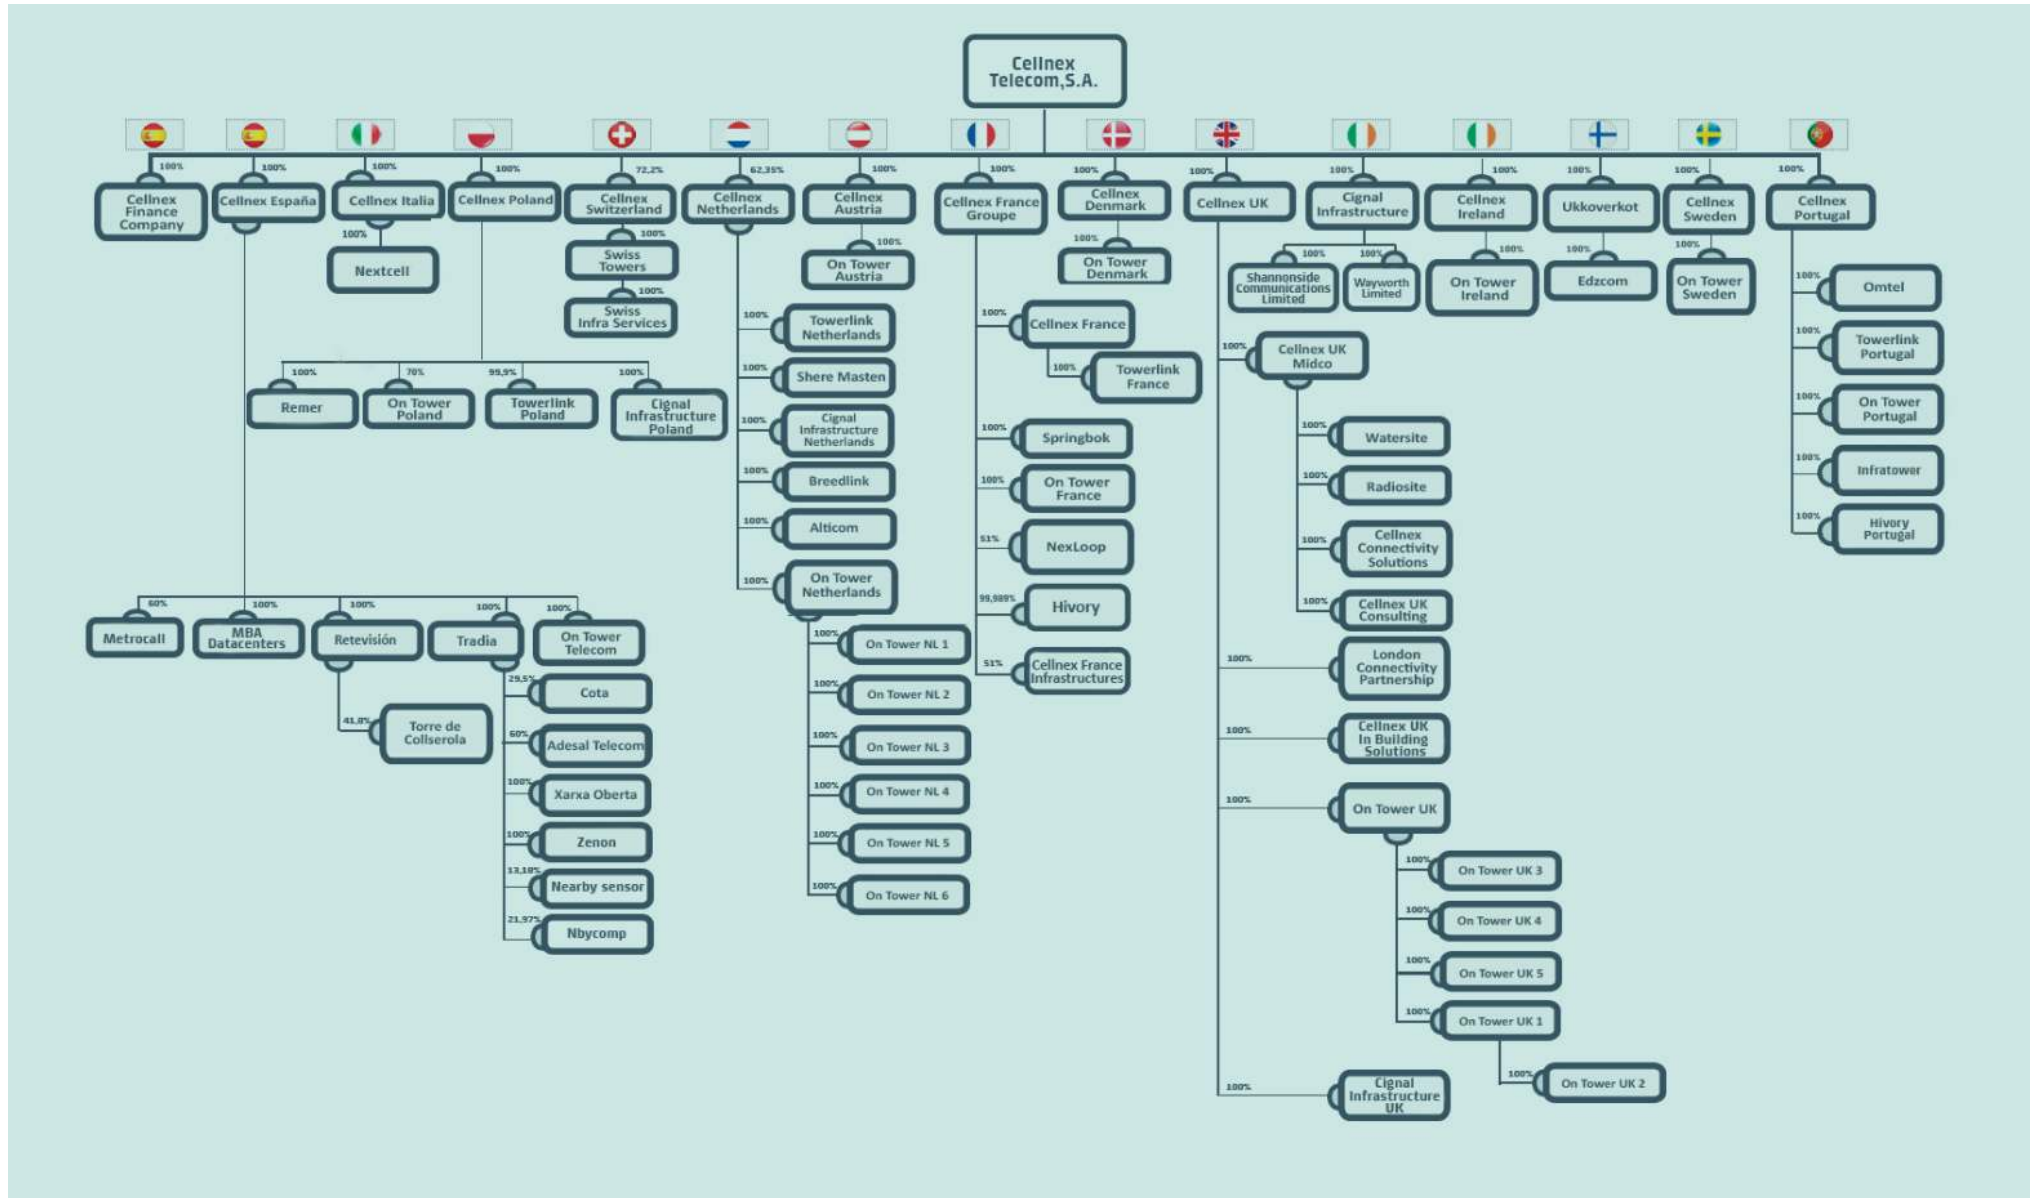 Cellnex
Telecom,S.A.
100%
100%
100%
100%
72,2%
62,35%
100%
100%
100%
100%
100%
100%
100%
100%
100%
Cellnex
Finance
Company
Cellnex España
Cellnex Italia
Cellnex Poland
Cellnex
Switzerland
Cellnex
Netherlands
Cellnex
Austria
Cellnex France
Groupe
Cellnex
Denmark
Cellnex UK
Cignal
Infrastructure
Cellnex
Ireland
Ukkoverkot
Cellnex
Sweden
Cellnex
Portugal
100%
Nextcell
100%
Swiss
Towers
100%
Swiss
Infra Services
100%
On Tower
Austria
100%
On Tower
Denmark
100%
Shannonside
Communications
Limited
100%
Wayworth
Limited
100%
On Tower
Ireland
100%
Edzcom
100%
On Tower
Sweden
100%
Remer
70%
On Tower
Poland
99,9%
Towerlink
Poland
100%
Cignal
Infrastructure
Poland
100%
Towerlink
Netherlands
100%
Shere Masten
100%
Cignal
Infrastructure
Netherlands
100%
Breedlink
100%
Alticom
100%
On Tower
Netherlands
100%
On Tower NL 1
100%
On Tower NL 2
100%
On Tower NL 3
100%
On Tower NL 4
100%
On Tower NL 5
100%
On Tower NL 6
100%
Cellnex France
100%
Towerlink
France
100%
Springbok
100%
On Tower
France
51%
NexLoop
99,989%
Hivory
51%
Cellnex France
Infrastructures
100%
Cellnex UK
Midco
100%
Watersite
100%
Radiosite
100%
Cellnex
Connectivity
Solutions
100%
Cellnex UK
Consulting
100%
London
Connectivity
Partnership
100%
Cellnex UK
In Building
Solutions
100%
On Tower UK
100%
On Tower UK 3
100%
On Tower UK 4
100%
On Tower UK 5
100%
On Tower UK 1
100%
On Tower UK 2
100%
Cignal
Infrastructure
UK
100%
Omtel
100%
Towerlink
Portugal
100%
On Tower
Portugal
100%
Infratower
100%
Hivory
Portugal
60%
Metrocall
100%
MBA
Datacenters
100%
Retevisión
100%
Tradia
100%
On Tower
Telecom
41,8%
Torre de
Collserola
29,5%
Cota
60%
Adesal Telecom
100%
Xarxa Oberta
100%
Zenon
13,18%
Nearby sensor
21,97%
Nbycomp